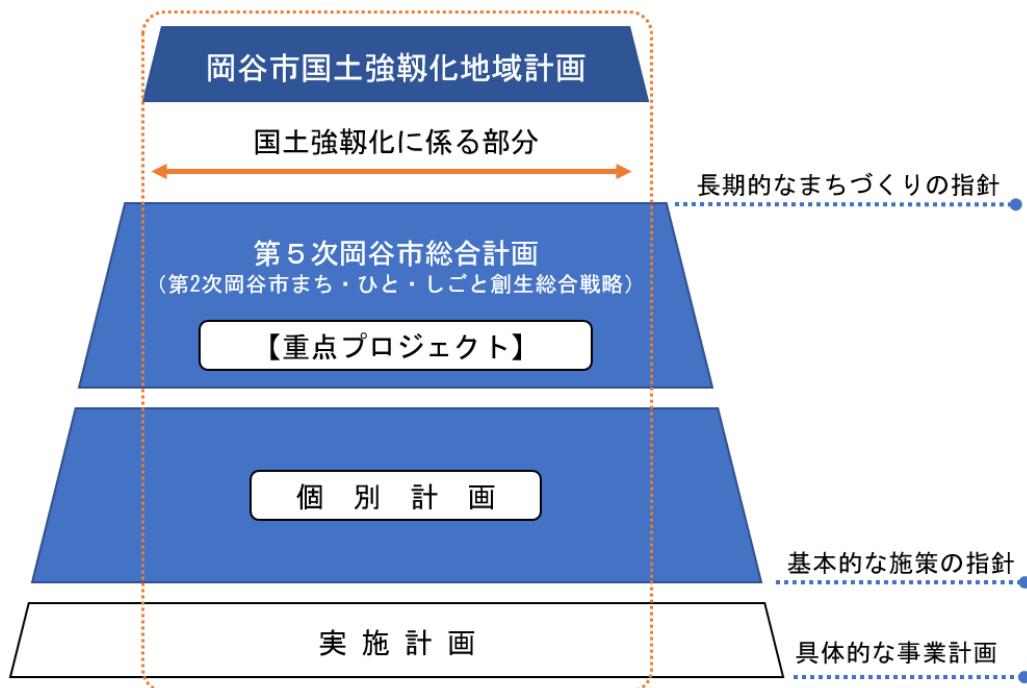 岡谷市国土強靱化地域計画
国土強靱化に係る部分
長期的なまちづくりの指針
第５次岡谷市総合計画
（第2次岡谷市まち・ひと・しごと創生総合戦略）
【重点プロジェクト】
個　別　計　画
基本的な施策の指針
実 施 計 画
具体的な事業計画